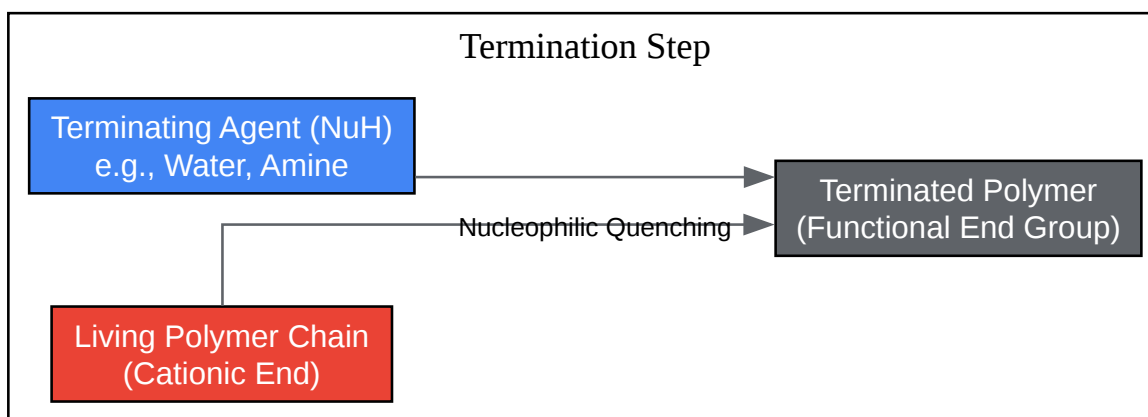 Termination Step
Terminating Agent (NuH)
e.g., Water, Amine
Terminated Polymer
(Functional End Group)
Nucleophilic Quenching
Living Polymer Chain
(Cationic End)